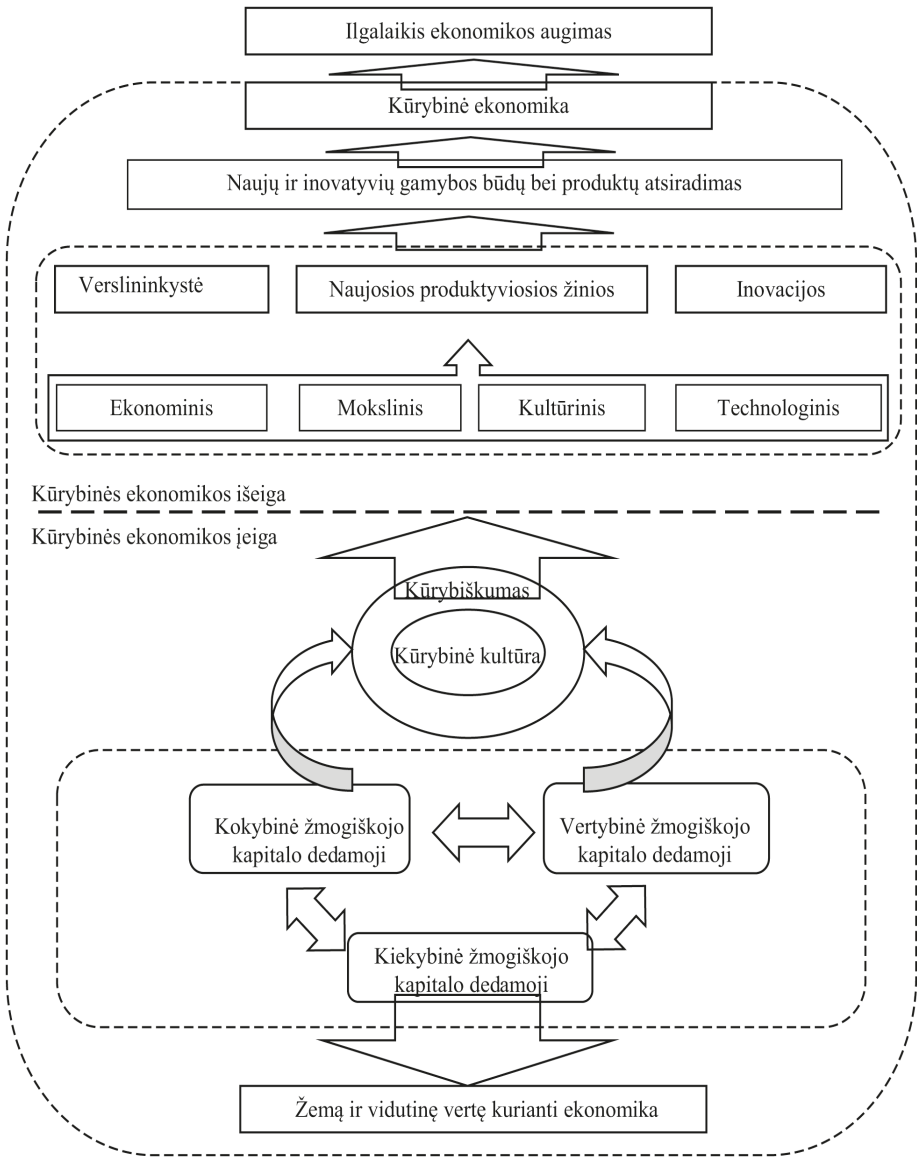 Ilgalaikis ekonomikos augimas
Kūrybinė ekonomika
Naujų ir inovatyvių gamybos būdų bei produktų atsiradimas
Verslininkystė
Naujosios produktyviosios žinios
Inovacijos
Ekonominis
Mokslinis
Kultūrinis
Technologinis
Kūrybinės ekonomikos išeiga
Kūrybinės ekonomikos įeiga
Kūrybiškumas
Kūrybinė kultūra
Kokybinė žmogiškojo
kapitalo dedamoji
Vertybinė žmogiškojo
kapitalo dedamoji
Kiekybinė žmogiškojo
kapitalo dedamoji
Žemą ir vidutinę vertę kurianti ekonomika